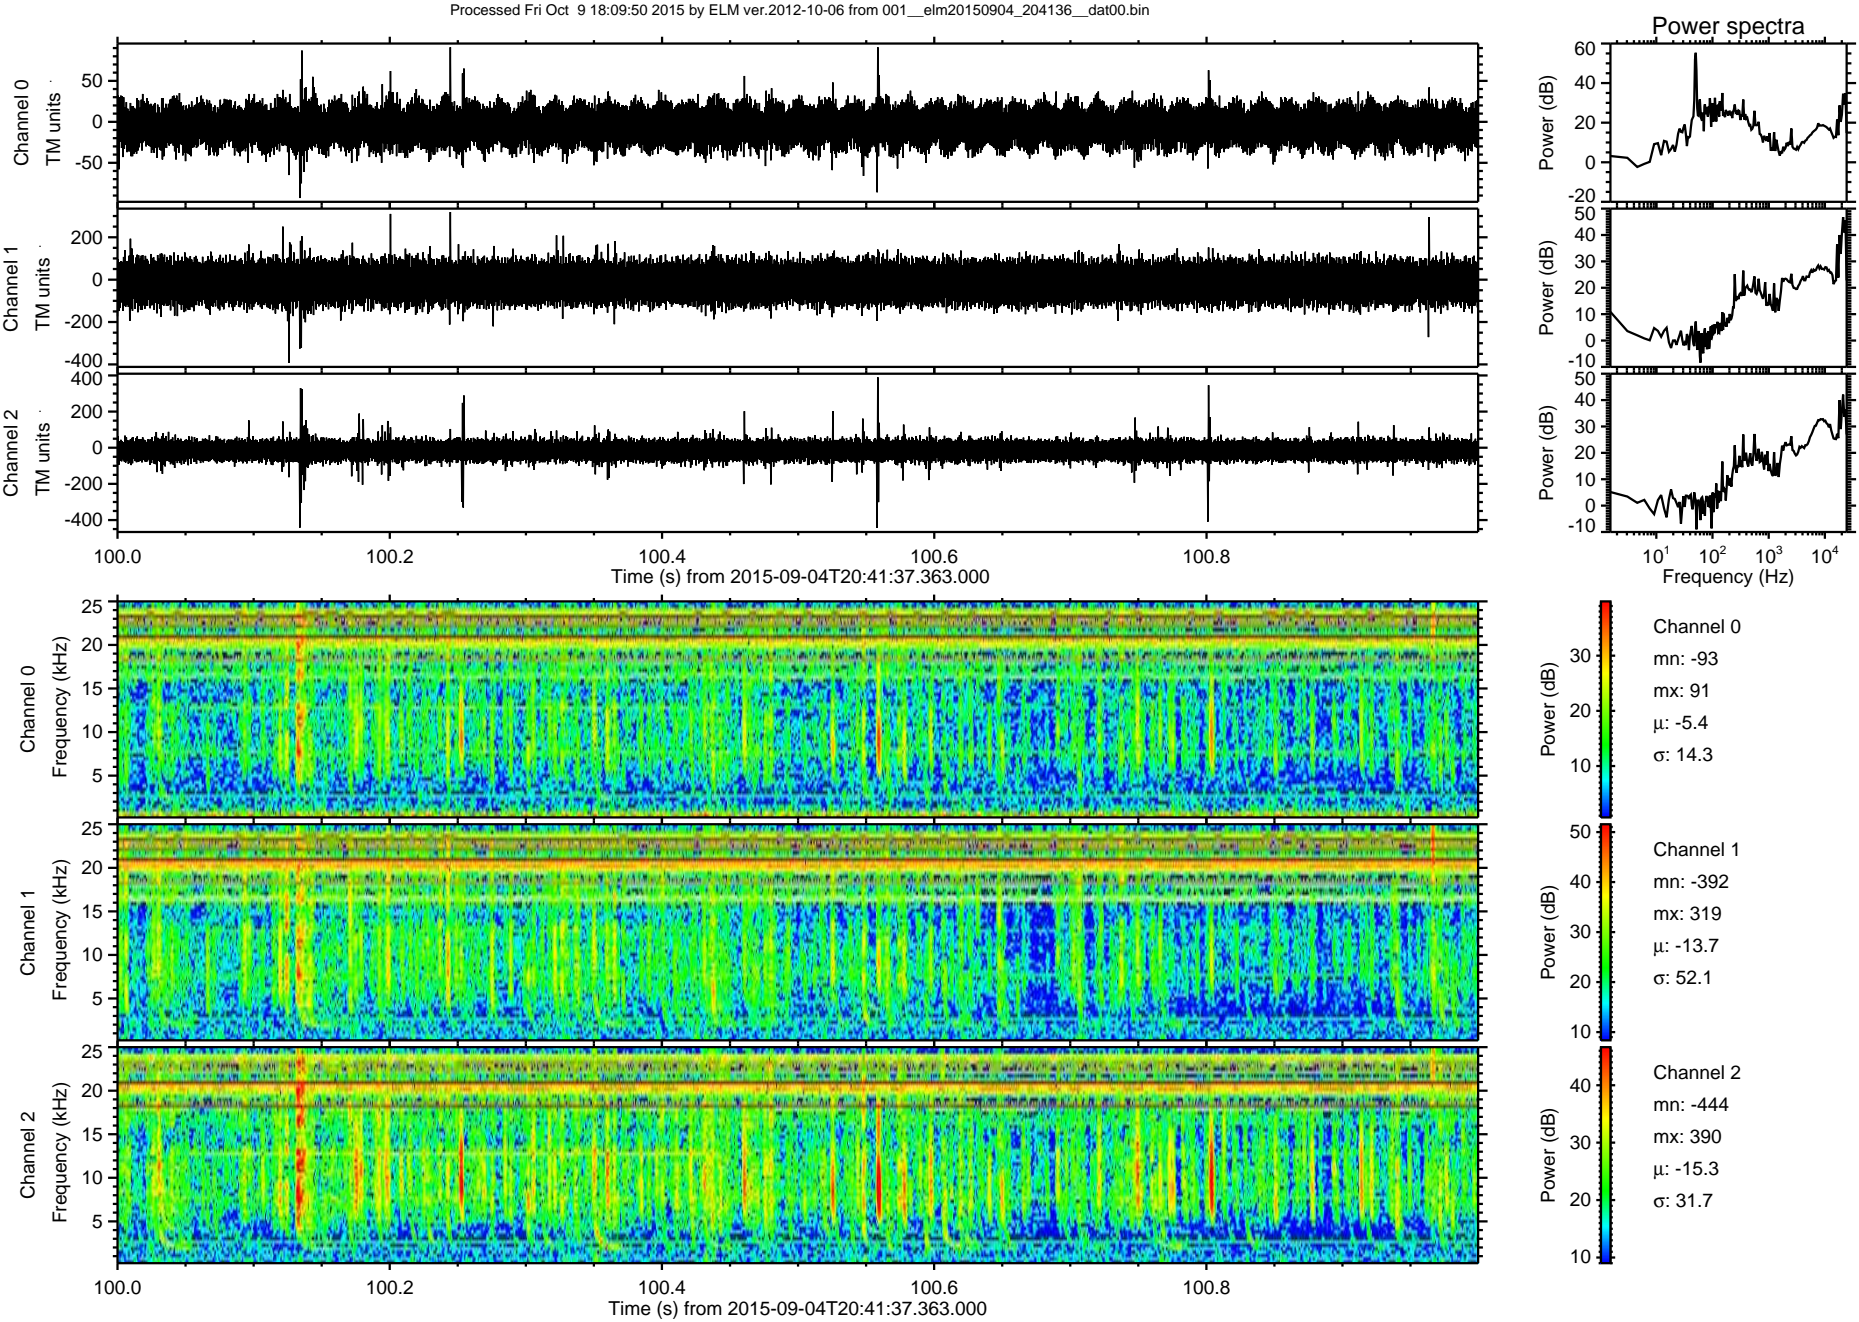 Processed Fri Oct  9 18:09:50 2015 by ELM ver.2012-10-06 from 001__elm20150904_204136__dat00.bin
Power spectra
Channel 0
TM units
50
0
-50
Power (dB)
60
40
20
0
-20
Channel 1
TM units
200
0
-200
-400
Power (dB)
50
40
30
20
10
0
-10
Channel 2
TM units
400
200
0
-200
-400
Power (dB)
50
40
30
20
10
0
-10
100.0
100.2
100.4
100.6
100.8
Time (s) from 2015-09-04T20:41:37.363.000
10¹
10²
10³
10⁴
Frequency (Hz)
Channel 0
Frequency (kHz)
25
20
15
10
5
Power (dB)
30
20
10
Channel 0
mn: -93
mx: 91
µ: -5.4
σ: 14.3
Channel 1
Frequency (kHz)
25
20
15
10
5
Power (dB)
50
40
30
20
10
Channel 1
mn: -392
mx: 319
µ: -13.7
σ: 52.1
Channel 2
Frequency (kHz)
25
20
15
10
5
Power (dB)
40
30
20
10
Channel 2
mn: -444
mx: 390
µ: -15.3
σ: 31.7
100.0
100.2
100.4
100.6
100.8
Time (s) from 2015-09-04T20:41:37.363.000